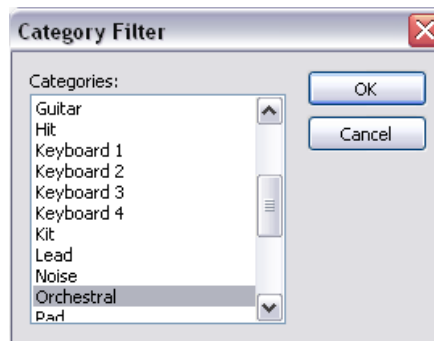 Category Filter
Categories:
Guitar
Hit
Keyboard 1
Keyboard 2
Keyboard 3
Keyboard 4
Kit
Lead
Noise
Orchestral
Pad
OK
Cancel